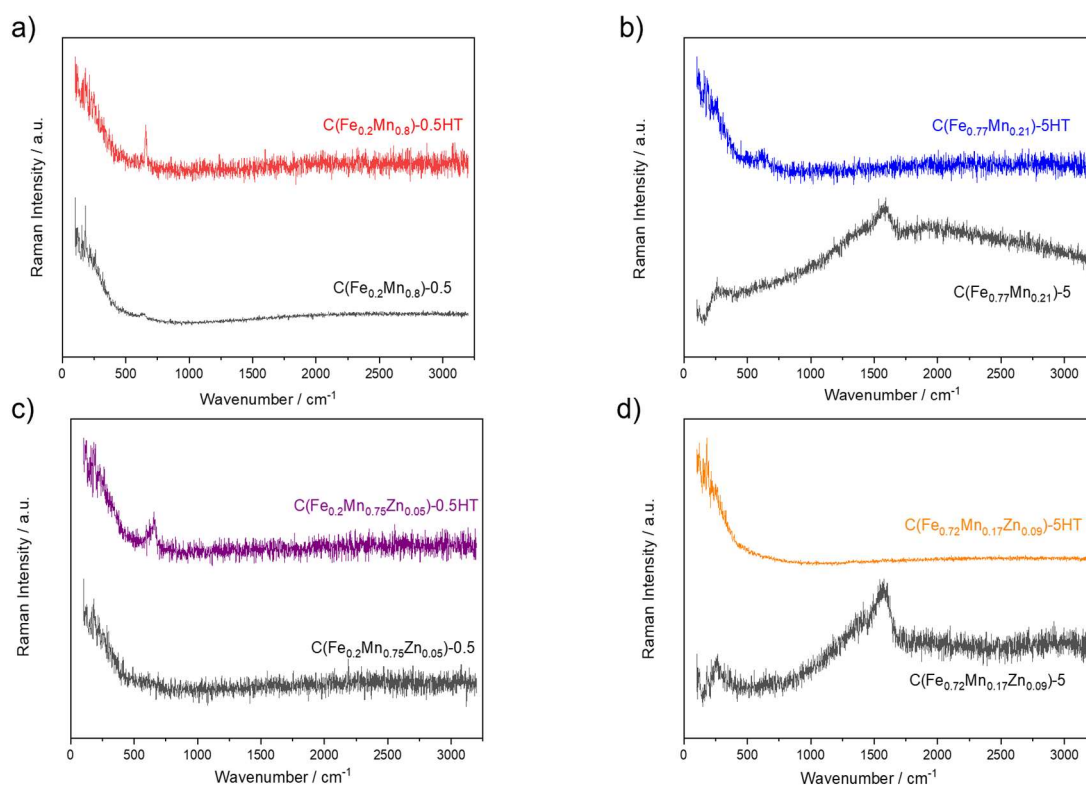 a)
Raman Intensity / a.u.
C(Fe0.2Mn0.8)-0.5HT
C(Fe0.2Mn0.8)-0.5
0 500 1000 1500 2000 2500 3000
Wavenumber / cm-1
b)
Raman Intensity / a.u.
C(Fe0.77Mn0.21)-5HT
C(Fe0.77Mn0.21)-5
0 500 1000 1500 2000 2500 3000
Wavenumber / cm-1
c)
Raman Intensity / a.u.
C(Fe0.2Mn0.75Zn0.05)-0.5HT
C(Fe0.2Mn0.75Zn0.05)-0.5
0 500 1000 1500 2000 2500 3000
Wavenumber / cm-1
d)
Raman Intensity / a.u.
C(Fe0.72Mn0.17Zn0.09)-5HT
C(Fe0.72Mn0.17Zn0.09)-5
0 500 1000 1500 2000 2500 3000
Wavenumber / cm-1